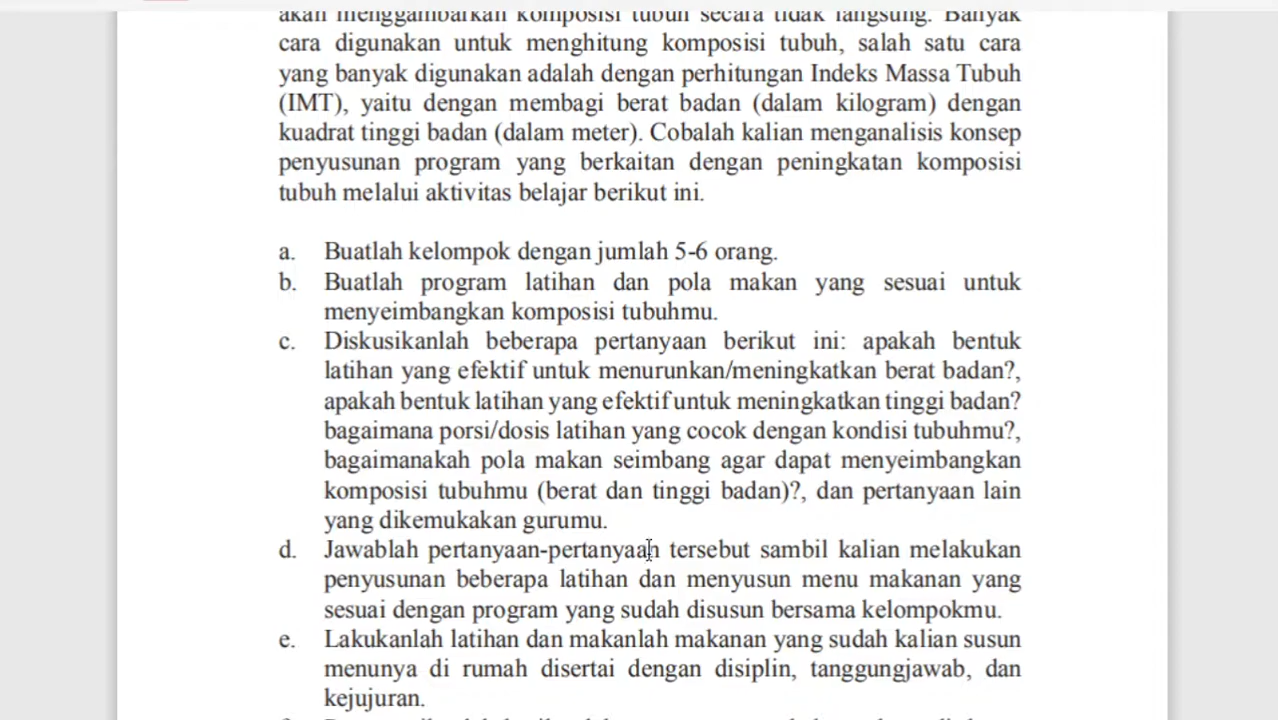 akan menggambarkan komposisi tubuh secara tidak langsung. Banyak
cara digunakan untuk menghitung komposisi tubuh, salah satu cara
yang banyak digunakan adalah dengan perhitungan Indeks Massa Tubuh
(IMT), yaitu dengan membagi berat badan (dalam kilogram) dengan
kuadrat tinggi badan (dalam meter). Cobalah kalian menganalisis konsep
penyusunan program yang berkaitan dengan peningkatan komposisi
tubuh melalui aktivitas belajar berikut ini.
a. Buatlah kelompok dengan jumlah 5-6 orang.
b. Buatlah program latihan dan pola makan yang sesuai untuk
menyeimbangkan komposisi tubuhmu.
c. Diskusikanlah beberapa pertanyaan berikut ini: apakah bentuk
latihan yang efektif untuk menurunkan/meningkatkan berat badan?,
apakah bentuk latihan yang efektif untuk meningkatkan tinggi badan?
bagaimana porsi/dosis latihan yang cocok dengan kondisi tubuhmu?,
bagaimanakah pola makan seimbang agar dapat menyeimbangkan
komposisi tubuhmu (berat dan tinggi badan)?, dan pertanyaan lain
yang dikemukakan gurumu.
d. Jawablah pertanyaan-pertanyaan tersebut sambil kalian melakukan
penyusunan beberapa latihan dan menyusun menu makanan yang
sesuai dengan program yang sudah disusun bersama kelompokmu.
e. Lakukanlah latihan dan makanlah makanan yang sudah kalian susun
menunya di rumah disertai dengan disiplin, tanggungjawab, dan
kejujuran.